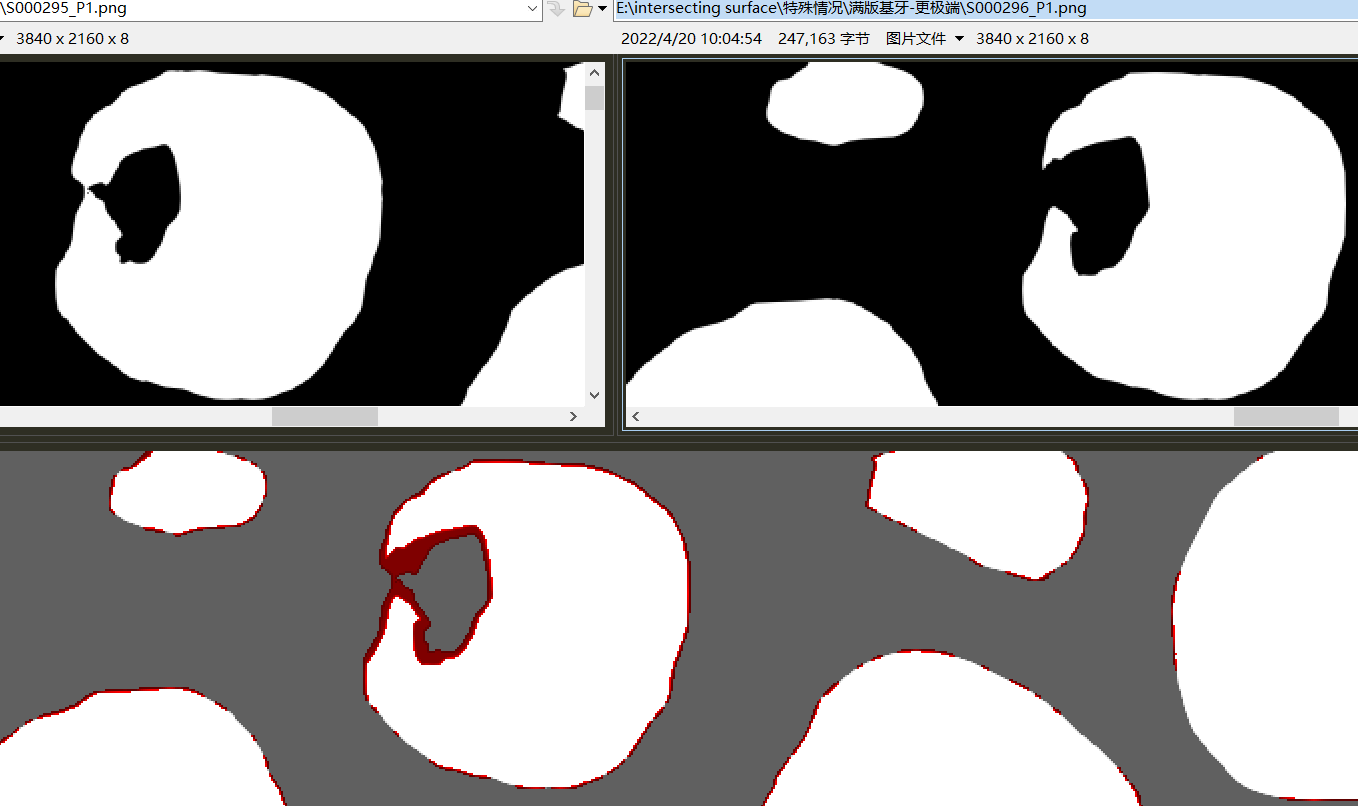 \S000295_P1.png
E:\intersecting surface\特殊情况\满版基牙-更极端\S000296_P1.png
3840 x 2160 x 8
2022/4/20 10:04:54 247,163 字节 图片文件 3840 x 2160 x 8